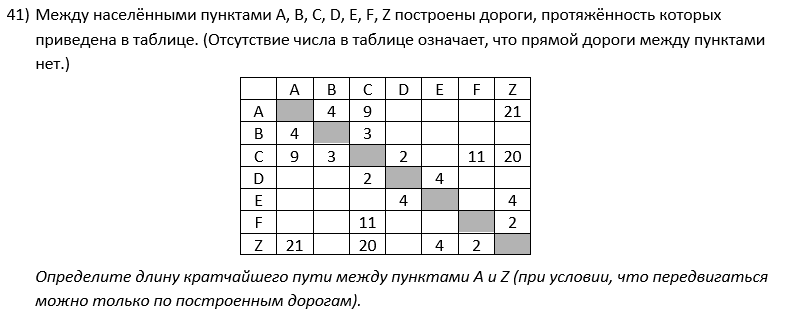 41) Между населёнными пунктами A, B, C, D, E, F, Z построены дороги, протяжённость которых
приведена в таблице. (Отсутствие числа в таблице означает, что прямой дороги между пунктами
нет.)
A B C D E F Z
A 4 9 21
B 4 3
C 9 3 2 11 20
D 2 4
E 4 4
F 11 2
Z 21 20 4 2
Определите длину кратчайшего пути между пунктами A и Z (при условии, что передвигаться
можно только по построенным дорогам).